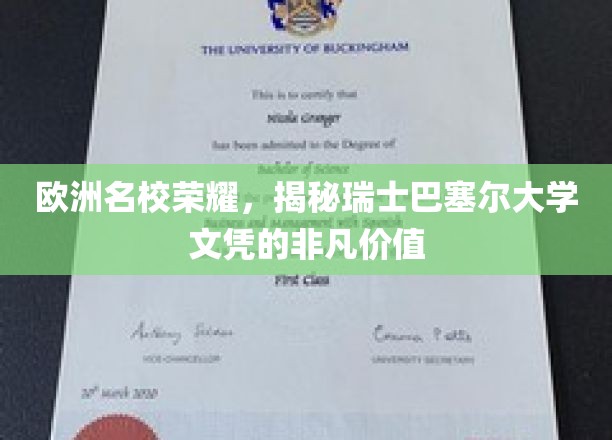 THE UNIVERSITY OF BUCKINGHAM
This is to certify that
Nicola Granger
has been admitted to the Degree of
Bachelor of Science
欧洲名校荣耀，揭秘瑞士巴塞尔大学
文凭的非凡价值
Business and Management with Spanish
First Class
VICE-CHANCELLOR UNIVERSITY SECRETARY
20th March 2020